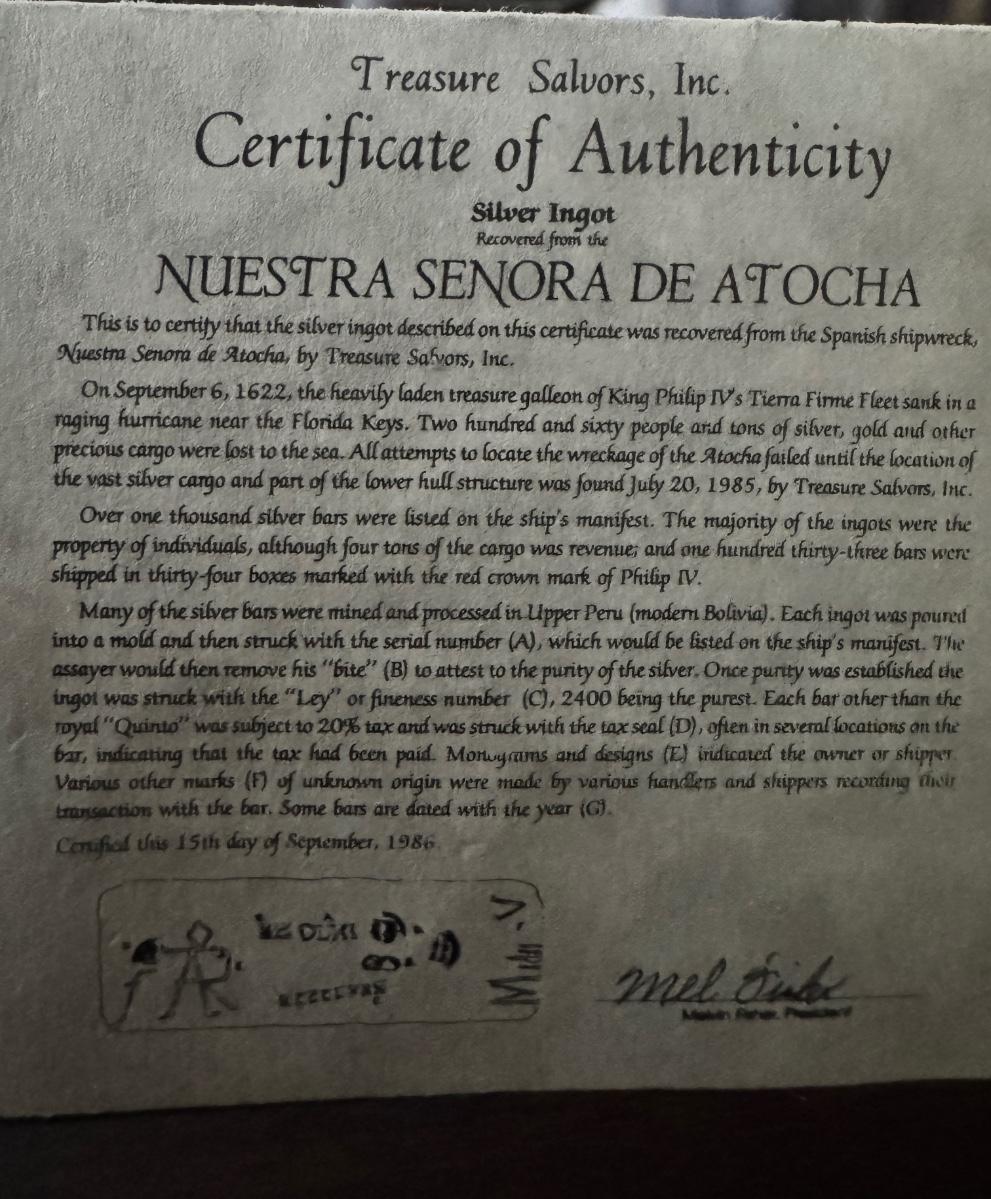 Treasure Salvors, Inc.
Certificate of Authenticity
Silver Ingot
Recovered from the
NUESTRA SENORA DE ATOCHA
This is to certify that the silver ingot described on this certificate was recovered from the Spanish shipwreck,
Nuestra Senora de Atocha, by Treasure Salvors, Inc.
On September 6, 1622, the heavily laden treasure galleon of King Philip IV's Tierra Firme Fleet sank in a
raging hurricane near the Florida Keys. Two hundred and sixty people and tons of silver, gold and other
precious cargo were lost to the sea. All attempts to locate the wreckage of the Atocha failed until the location of
the vast silver cargo and part of the lower hull structure was found July 20, 1985, by Treasure Salvors, Inc.
Over one thousand silver bars were listed on the ship's manifest. The majority of the ingots were the
property of individuals, although four tons of the cargo was revenue; and one hundred thirty-three bars were
shipped in thirty-four boxes marked with the red crown mark of Philip IV.
Many of the silver bars were mined and processed in Upper Peru (modern Bolivia). Each ingot was poured
into a mold and then struck with the serial number (A), which would be listed on the ship's manifest. The
assayer would then remove his "bite" (B) to attest to the purity of the silver. Once purity was established the
ingot was struck with the "Ley" or fineness number (C), 2400 being the purest. Each bar other than the
royal "Quinto" was subject to 20% tax and was struck with the tax seal (D), often in several locations on the
bar, indicating that the tax had been paid. Monograms and designs (E) indicated the owner or shipper.
Various other marks (F) of unknown origin were made by various handlers and shippers recording their
transaction with the bar. Some bars are dated with the year (G).
Certified this 15th day of September, 1986
Mel Fisher
Melvin Fisher, President